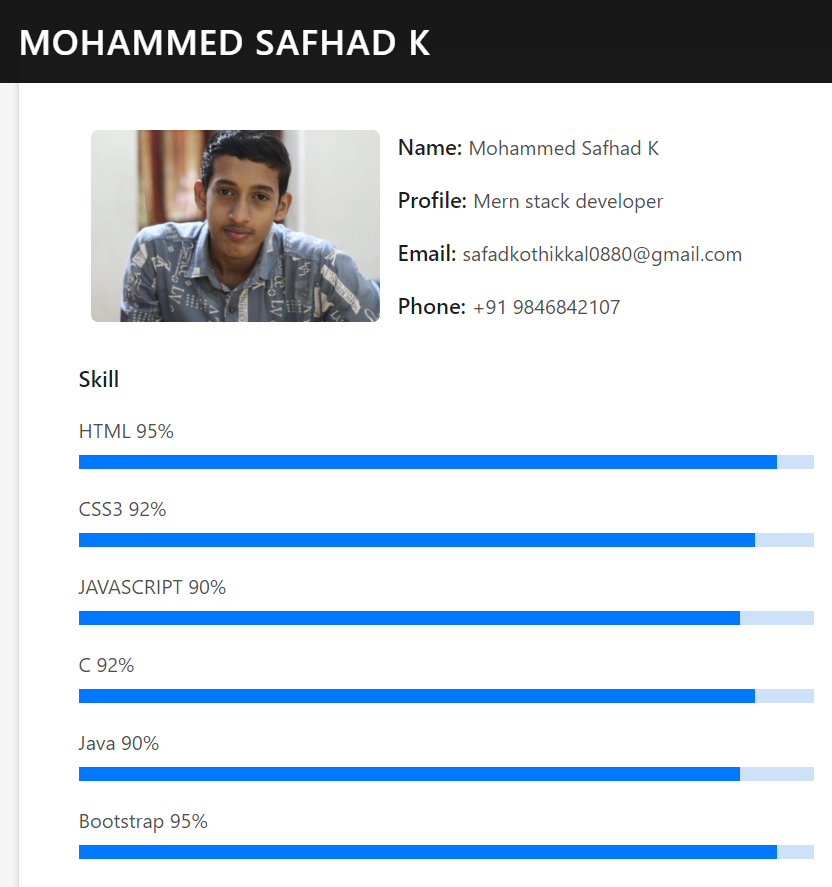 MOHAMMED SAFHAD K
Name: Mohammed Safhad K
Profile: Mern stack developer
Email: safadkothikkal0880@gmail.com
Phone: +91 9846842107
Skill
HTML 95%
CSS3 92%
JAVASCRIPT 90%
C 92%
Java 90%
Bootstrap 95%